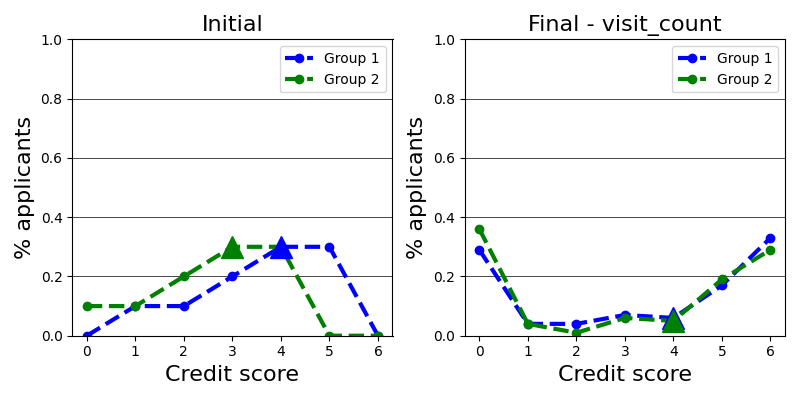 Initial
Group 1
Group 2
1.0
0.8
0.6
0.4
0.2
0.0
% applicants
0 1 2 3 4 5 6
Credit score
Final - visit_count
Group 1
Group 2
1.0
0.8
0.6
0.4
0.2
0.0
% applicants
0 1 2 3 4 5 6
Credit score